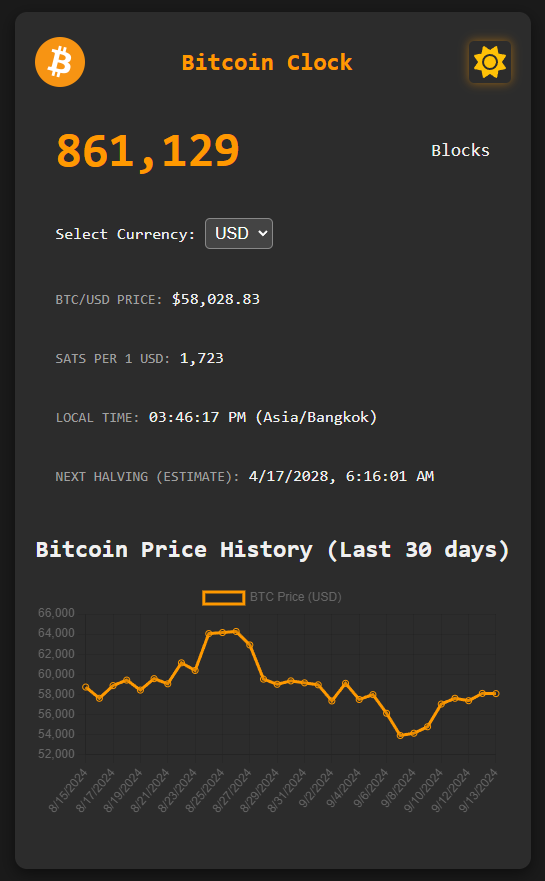 Bitcoin Clock
861,129 Blocks
Select Currency: USD
BTC/USD PRICE: $58,028.83
SATS PER 1 USD: 1,723
LOCAL TIME: 03:46:17 PM (Asia/Bangkok)
NEXT HALVING (ESTIMATE): 4/17/2028, 6:16:01 AM
Bitcoin Price History (Last 30 days)
BTC Price (USD)
66,000
64,000
62,000
60,000
58,000
56,000
54,000
52,000
8/15/2024 8/17/2024 8/19/2024 8/21/2024 8/23/2024 8/25/2024 8/27/2024 8/29/2024 8/31/2024 9/2/2024 9/4/2024 9/6/2024 9/8/2024 9/10/2024 9/12/2024 9/13/2024